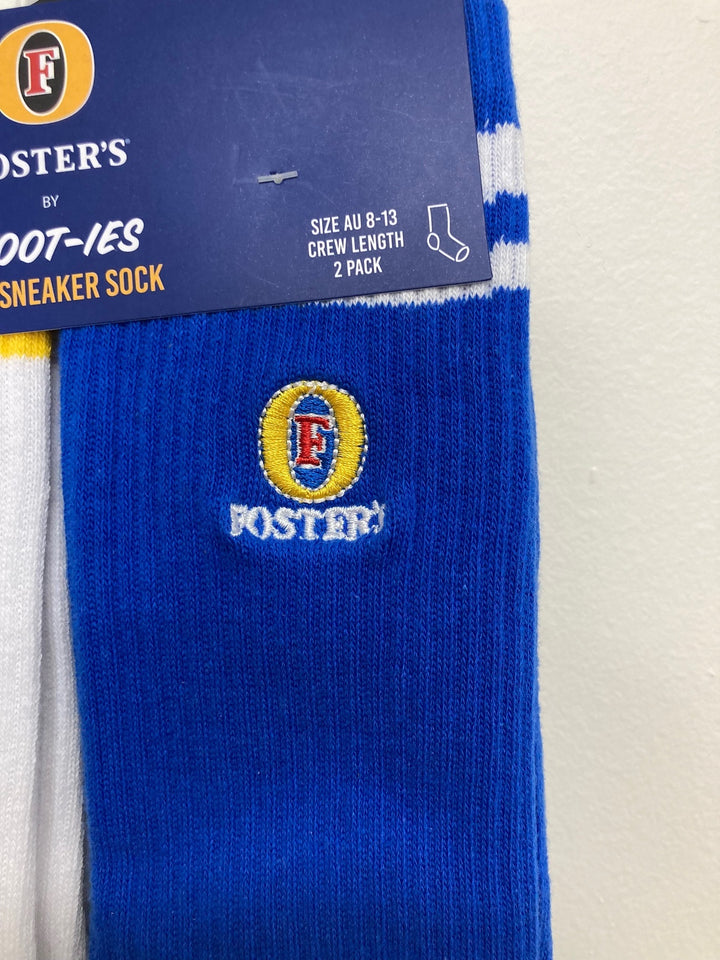 F
OSTER'S
BY
OOT-IES
SNEAKER SOCK
SIZE AU 8-13
CREW LENGTH
2 PACK
F
FOSTER'S